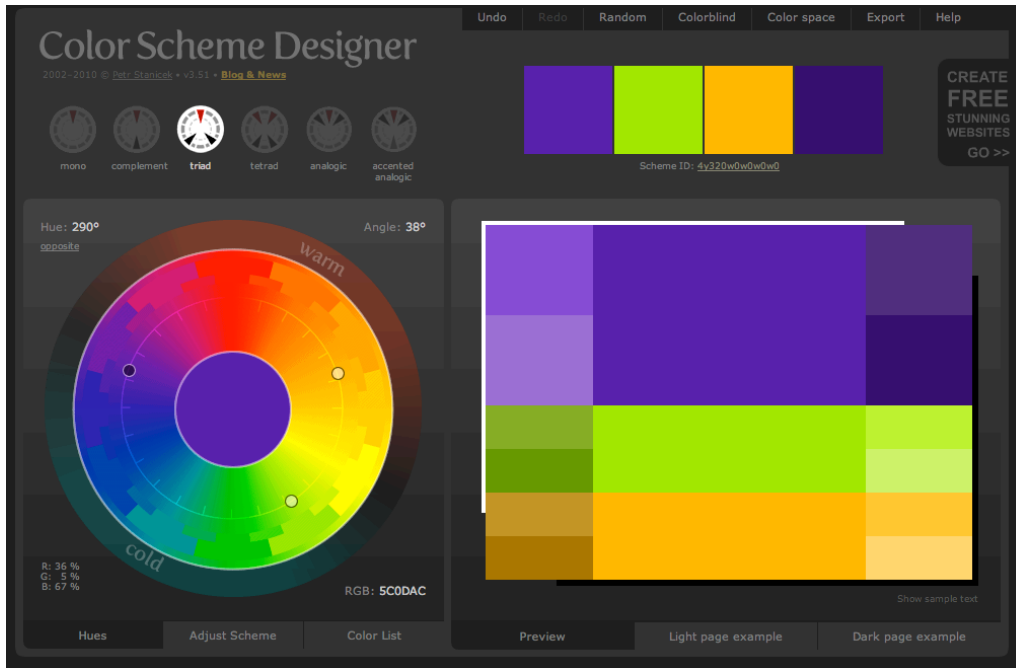 Undo Redo Random Colorblind Color space Export Help
Color Scheme Designer
2002-2010 © Petr Stanicek • v3.51 • Blog & News
CREATE
FREE
STUNNING
WEBSITES
GO >>
mono complement triad tetrad analogic accented
analogic
Scheme ID: 4y320w0w0w0w0
Hue: 290º Angle: 38º
opposite
warm
cold
R: 36 %
G: 5 %
B: 67 %
RGB: 5C0DAC
Show sample text
Hues Adjust Scheme Color List
Preview Light page example Dark page example